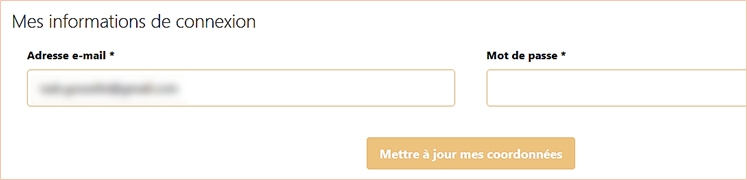 Mes informations de connexion
Adresse e-mail *
Mot de passe *
Mettre à jour mes coordonnées